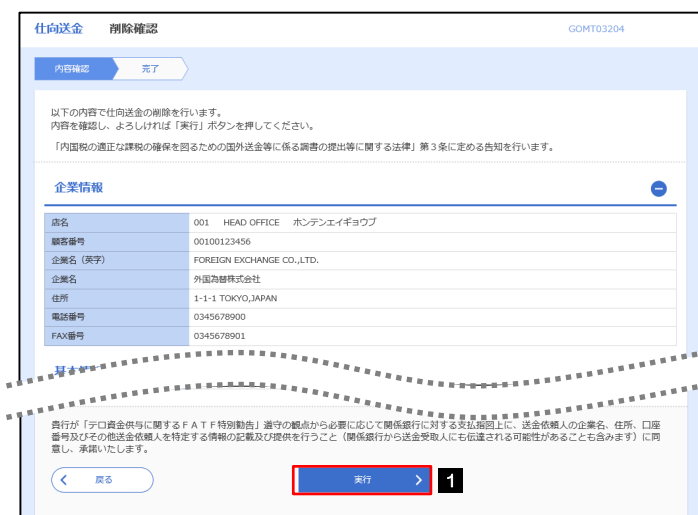 仕向送金 削除確認 GOMT03204
内容確認 完了
以下の内容で仕向送金の削除を行います。
内容を確認し、よろしければ「実行」ボタンを押してください。
「内国税の適正な課税の確保を図るための国外送金等に係る調書の提出等に関する法律」第3条に定める告知を行います。
企業情報
店名 001 HEAD OFFICE ホンテンエイギョウブ
顧客番号 00100123456
企業名（英字） FOREIGN EXCHANGE CO.,LTD.
企業名 外国為替株式会社
住所 1-1-1 TOKYO,JAPAN
電話番号 0345678900
FAX番号 0345678901
基本情
貴行が「テロ資金供与に関するＦＡＴＦ特別勧告」遵守の観点から必要に応じて関係銀行に対する支払指図上に、送金依頼人の企業名、住所、口座
番号及びその他送金依頼人を特定する情報の記載及び提供を行うこと（関係銀行から送金受取人にも伝達される可能性があることも含みます）に同
意し、承諾いたします。
戻る 実行 1